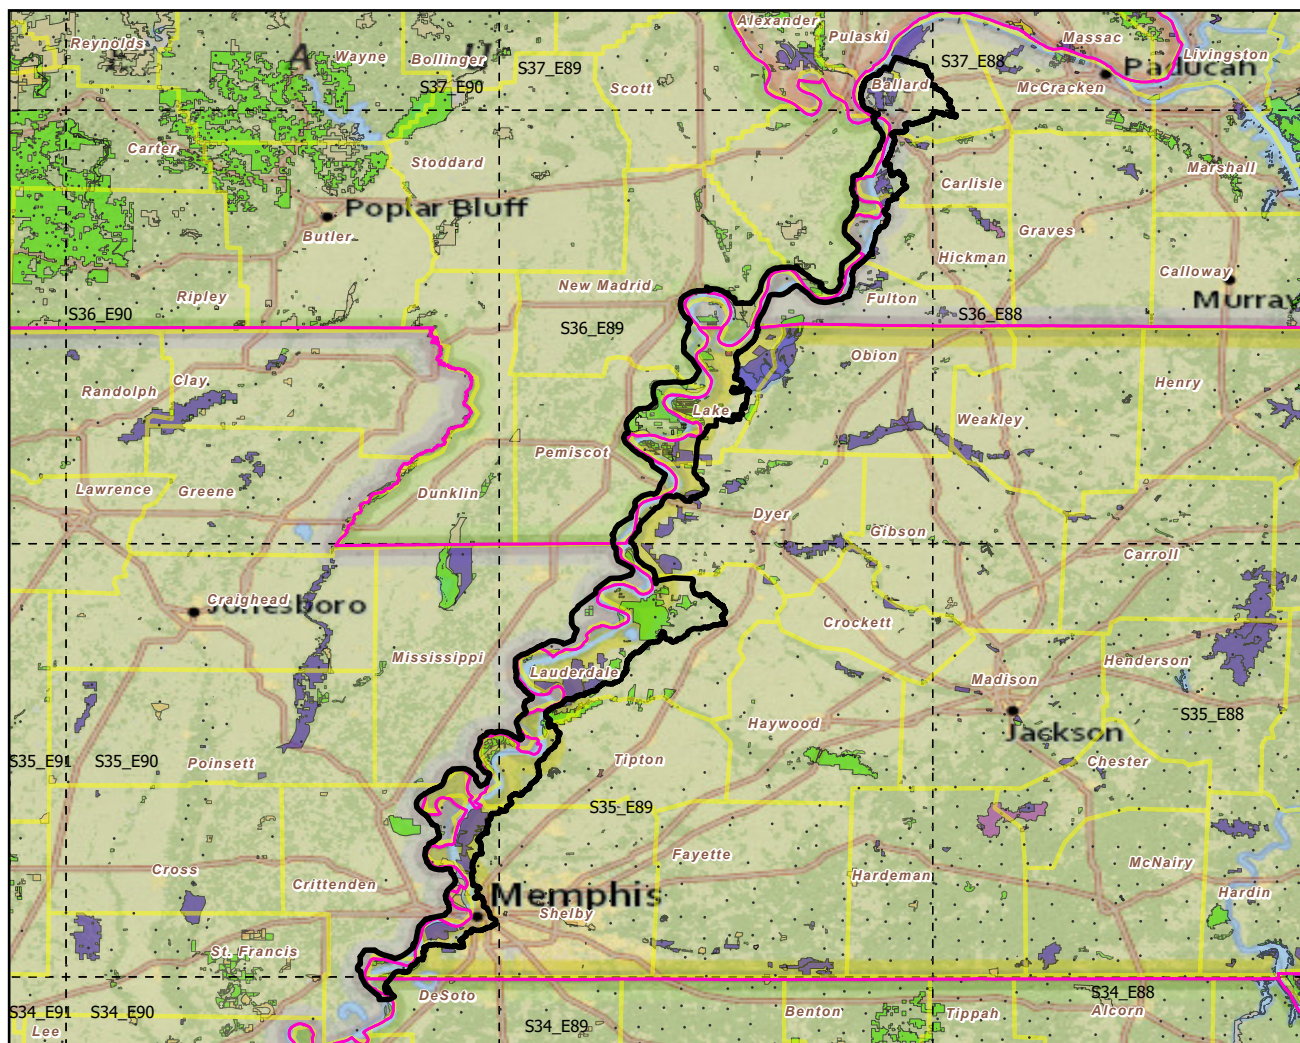 Alexander
Pulaski
Massac
Livingston
Reynolds
A
U
Wayne
Bollinger
S37_E89
S37_E88
Paducah
S37_E90
Scott
Ballard
McCracken
Carter
Stoddard
Marshall
Carlisle
Poplar Bluff
Butler
Graves
Hickman
Calloway
New Madrid
Ripley
Fulton
Murray
S36_E90
S36_E89
S36_E88
Obion
Clay
Randolph
Henry
Lake
Weakley
Pemiscot
Lawrence
Greene
Dunklin
Dyer
Gibson
Carroll
Craighead
Jonesboro
Crockett
Mississippi
Lauderdale
Henderson
Madison
S35_E88
Haywood
Jackson
S35_E91
S35_E90
Poinsett
Tipton
Chester
S35_E89
Fayette
McNairy
Cross
Crittenden
Hardeman
Hardin
Memphis
Shelby
St. Francis
DeSoto
S34_E88
S34_E91
S34_E90
Benton
Tippah
Alcorn
Lee
S34_E89